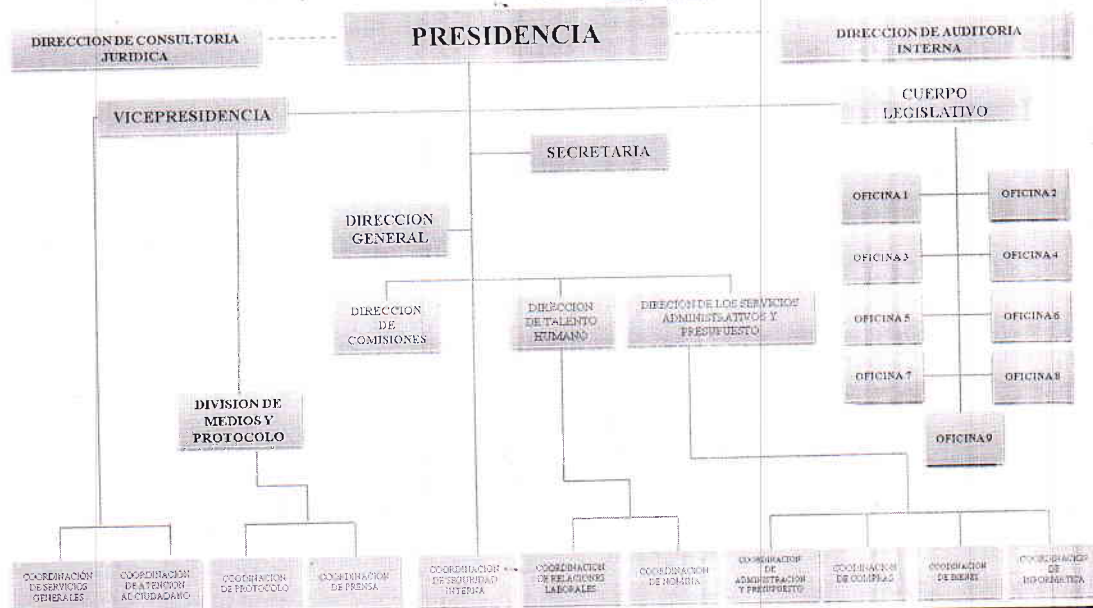 DIRECCION DE CONSULTORIA
JURIDICA
PRESIDENCIA
DIRECCION DE AUDITORIA
INTERNA
VICEPRESIDENCIA
CUERPO
LEGISLATIVO
SECRETARIA
DIRECCION
GENERAL
OFICINA 1
OFICINA 2
OFICINA 3
OFICINA 4
DIRECCION
DE
COMISIONES
DIRECCION
DE TALENTO
HUMANO
DIRECION DE LOS SERVICIOS
ADMINISTRATIVOS Y
PRESUPUESTO
OFICINA 5
OFICINA 6
OFICINA 7
OFICINA 8
DIVISION DE
MEDIOS Y
PROTOCOLO
OFICINA 9
COORDINACION
DE SERVICIOS
GENERALES
COORDINACION
DE ATENCION
AL CIUDADANO
COODINACION
DE PROTOCOLO
COORDINACION
DE PRENSA
COORDINACION
DE SEGURIDAD
INTERNA
COORDINACION
DE RELACIONES
LABORALES
COORDINACION
DE NOMINA
COORDINACION
DE
ADMINISTRACION
Y PRESUPUESTO
COODINACION
DE COMPRAS
COODINACION
DE BIENES
COORDINACION
DE
INFORMATICA